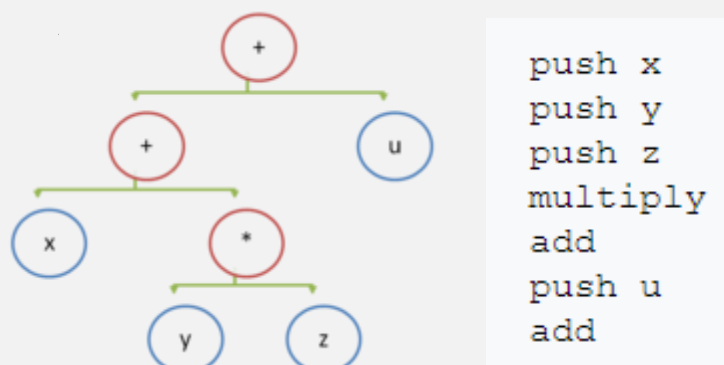 +
+ u
x *
y z
push x
push y
push z
multiply
add
push u
add